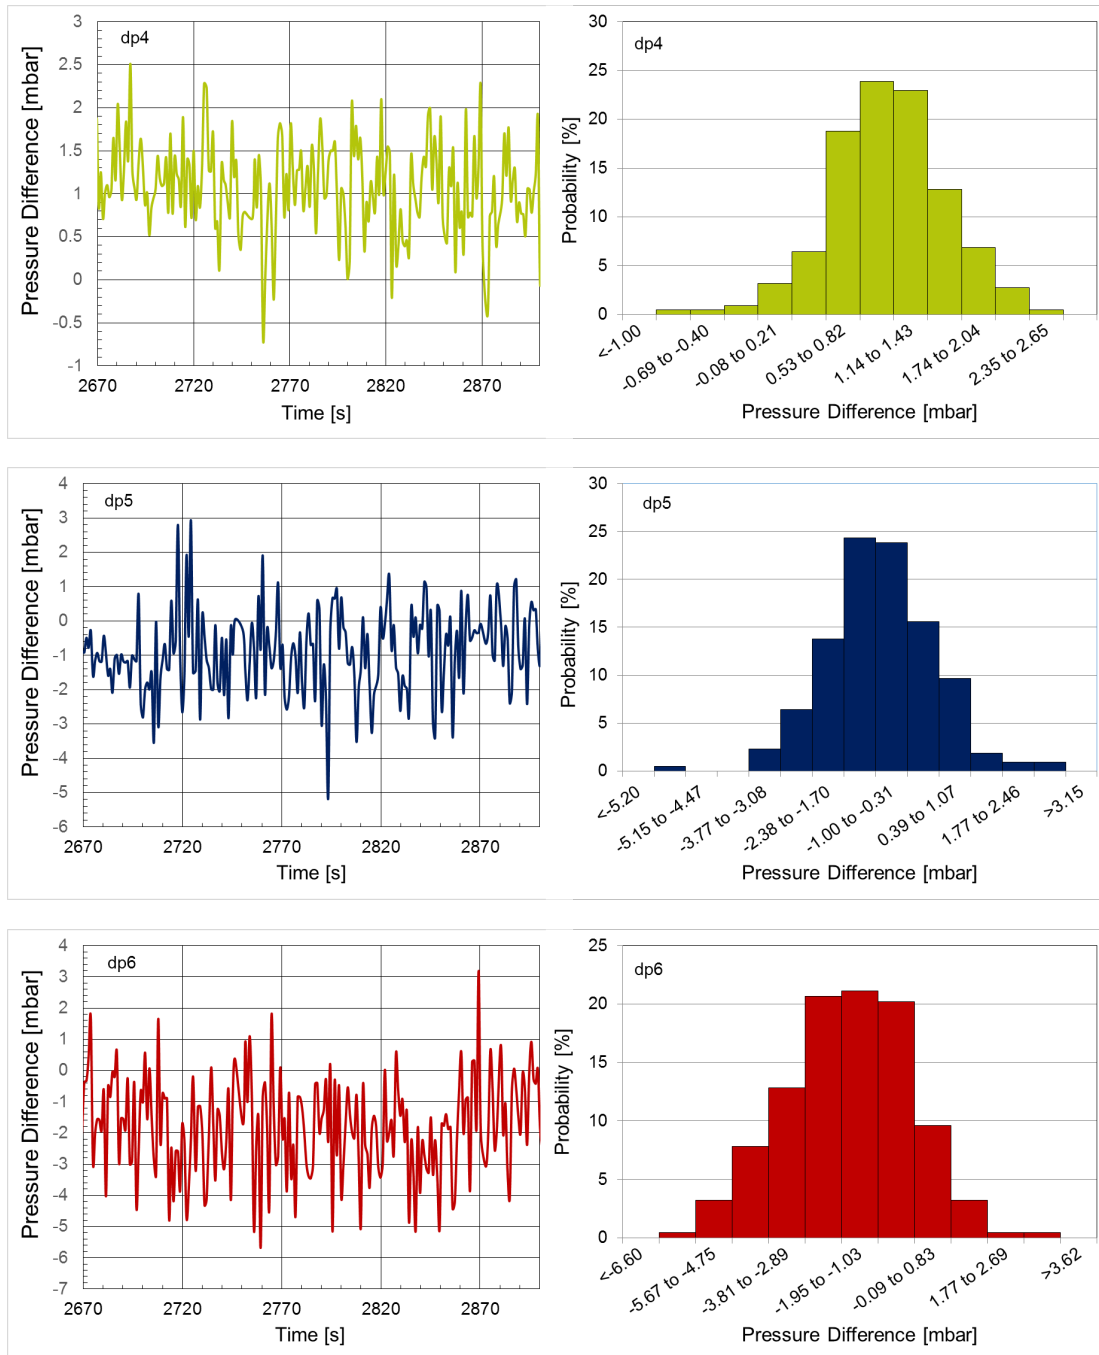 dp4
Pressure Difference [mbar]
3
2.5
2
1.5
1
0.5
0
-0.5
-1
2670 2720 2770 2820 2870
Time [s]
dp4
Probability [%]
30
25
20
15
10
5
0
<-1.00 -0.69 to -0.40 -0.08 to 0.21 0.53 to 0.82 1.14 to 1.43 1.74 to 2.04 2.35 to 2.65
Pressure Difference [mbar]
dp5
Pressure Difference [mbar]
4
3
2
1
0
-1
-2
-3
-4
-5
-6
2670 2720 2770 2820 2870
Time [s]
dp5
Probability [%]
30
25
20
15
10
5
0
<-5.20 -5.15 to -4.47 -3.77 to -3.08 -2.38 to -1.70 -1.00 to -0.31 0.39 to 1.07 1.77 to 2.46 >3.15
Pressure Difference [mbar]
dp6
Pressure Difference [mbar]
4
3
2
1
0
-1
-2
-3
-4
-5
-6
-7
2670 2720 2770 2820 2870
Time [s]
dp6
Probability [%]
25
20
15
10
5
0
<-6.60 -5.67 to -4.75 -3.81 to -2.89 -1.95 to -1.03 -0.09 to 0.83 1.77 to 2.69 >3.62
Pressure Difference [mbar]